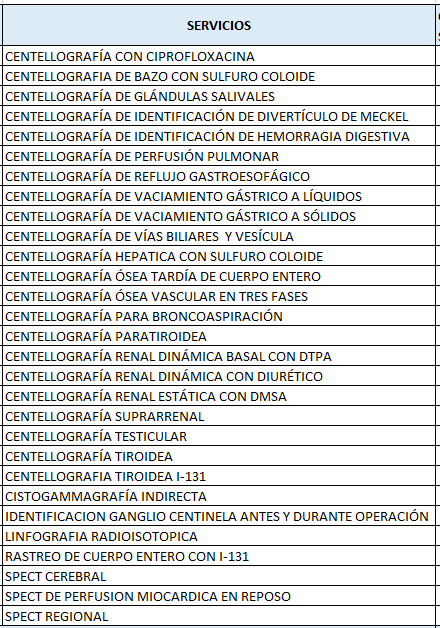 SERVICIOS
CENTELLOGRAFÍA CON CIPROFLOXACINA
CENTELLOGRAFIA DE BAZO CON SULFURO COLOIDE
CENTELLOGRAFÍA DE GLÁNDULAS SALIVALES
CENTELLOGRAFÍA DE IDENTIFICACIÓN DE DIVERTÍCULO DE MECKEL
CENTELLOGRAFÍA DE IDENTIFICACIÓN DE HEMORRAGIA DIGESTIVA
CENTELLOGRAFÍA DE PERFUSIÓN PULMONAR
CENTELLOGRAFÍA DE REFLUJO GASTROESOFÁGICO
CENTELLOGRAFÍA DE VACIAMIENTO GÁSTRICO A LÍQUIDOS
CENTELLOGRAFÍA DE VACIAMIENTO GÁSTRICO A SÓLIDOS
CENTELLOGRAFÍA DE VÍAS BILIARES Y VESÍCULA
CENTELLOGRAFÍA HEPATICA CON SULFURO COLOIDE
CENTELLOGRAFÍA ÓSEA TARDÍA DE CUERPO ENTERO
CENTELLOGRAFÍA ÓSEA VASCULAR EN TRES FASES
CENTELLOGRAFÍA PARA BRONCOASPIRACIÓN
CENTELLOGRAFÍA PARATIROIDEA
CENTELLOGRAFÍA RENAL DINÁMICA BASAL CON DTPA
CENTELLOGRAFÍA RENAL DINÁMICA CON DIURÉTICO
CENTELLOGRAFÍA RENAL ESTÁTICA CON DMSA
CENTELLOGRAFÍA SUPRARRENAL
CENTELLOGRAFÍA TESTICULAR
CENTELLOGRAFÍA TIROIDEA
CENTELLOGRAFIA TIROIDEA I-131
CISTOGAMMAGRAFÍA INDIRECTA
IDENTIFICACION GANGLIO CENTINELA ANTES Y DURANTE OPERACIÓN
LINFOGRAFIA RADIOISOTOPICA
RASTREO DE CUERPO ENTERO CON I-131
SPECT CEREBRAL
SPECT DE PERFUSION MIOCARDICA EN REPOSO
SPECT REGIONAL